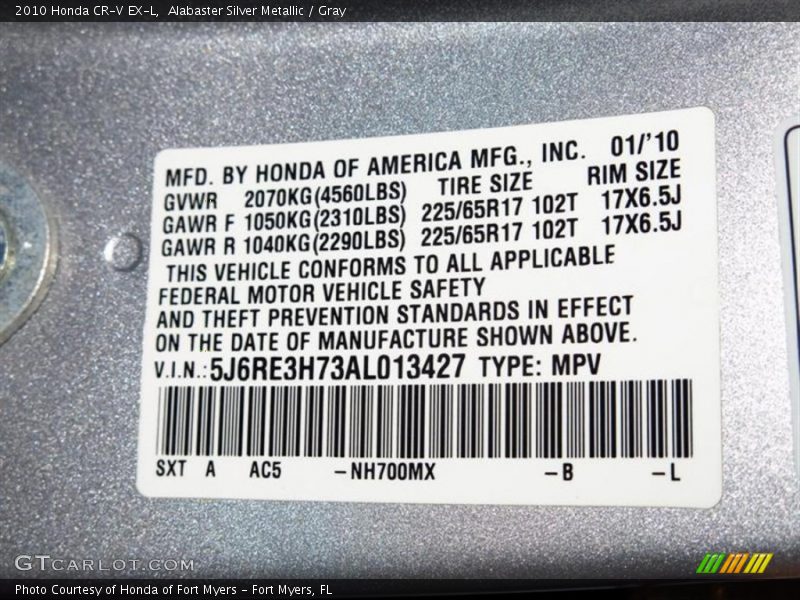 2010 Honda CR-V EX-L, Alabaster Silver Metallic / Gray
MFD. BY HONDA OF AMERICA MFG., INC. 01/'10
GVWR 2070KG(4560LBS) TIRE SIZE RIM SIZE
GAWR F 1050KG(2310LBS) 225/65R17 102T 17X6.5J
GAWR R 1040KG(2290LBS) 225/65R17 102T 17X6.5J
THIS VEHICLE CONFORMS TO ALL APPLICABLE
FEDERAL MOTOR VEHICLE SAFETY
AND THEFT PREVENTION STANDARDS IN EFFECT
ON THE DATE OF MANUFACTURE SHOWN ABOVE.
V.I.N.:5J6RE3H73AL013427 TYPE: MPV
SXT A AC5 -NH700MX -B -L
GTCARLOT.COM
Photo Courtesy of Honda of Fort Myers - Fort Myers, FL